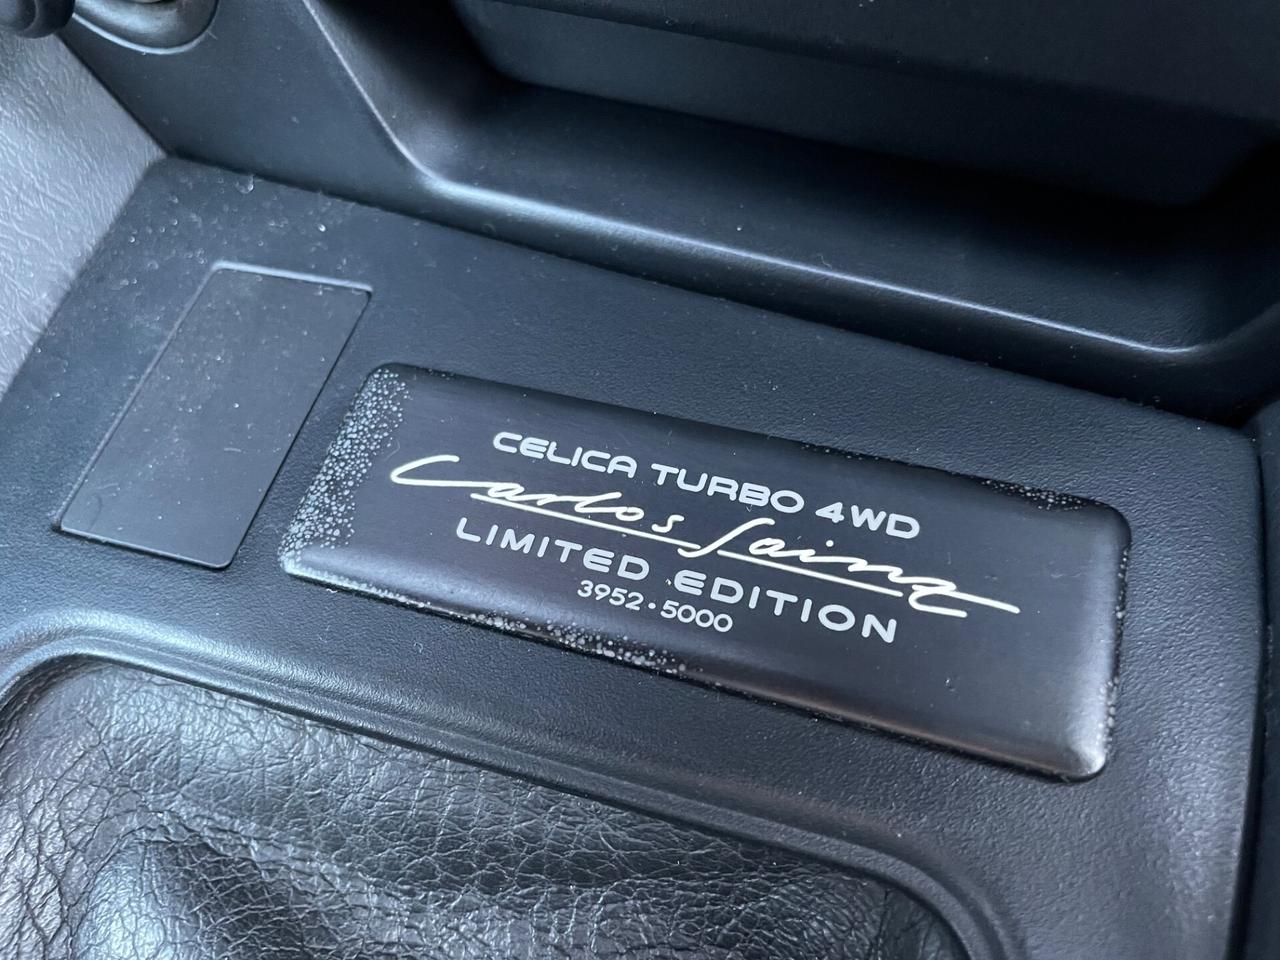 CELICA TURBO 4WD
Carlos Sainz
LIMITED EDITION
3952·5000